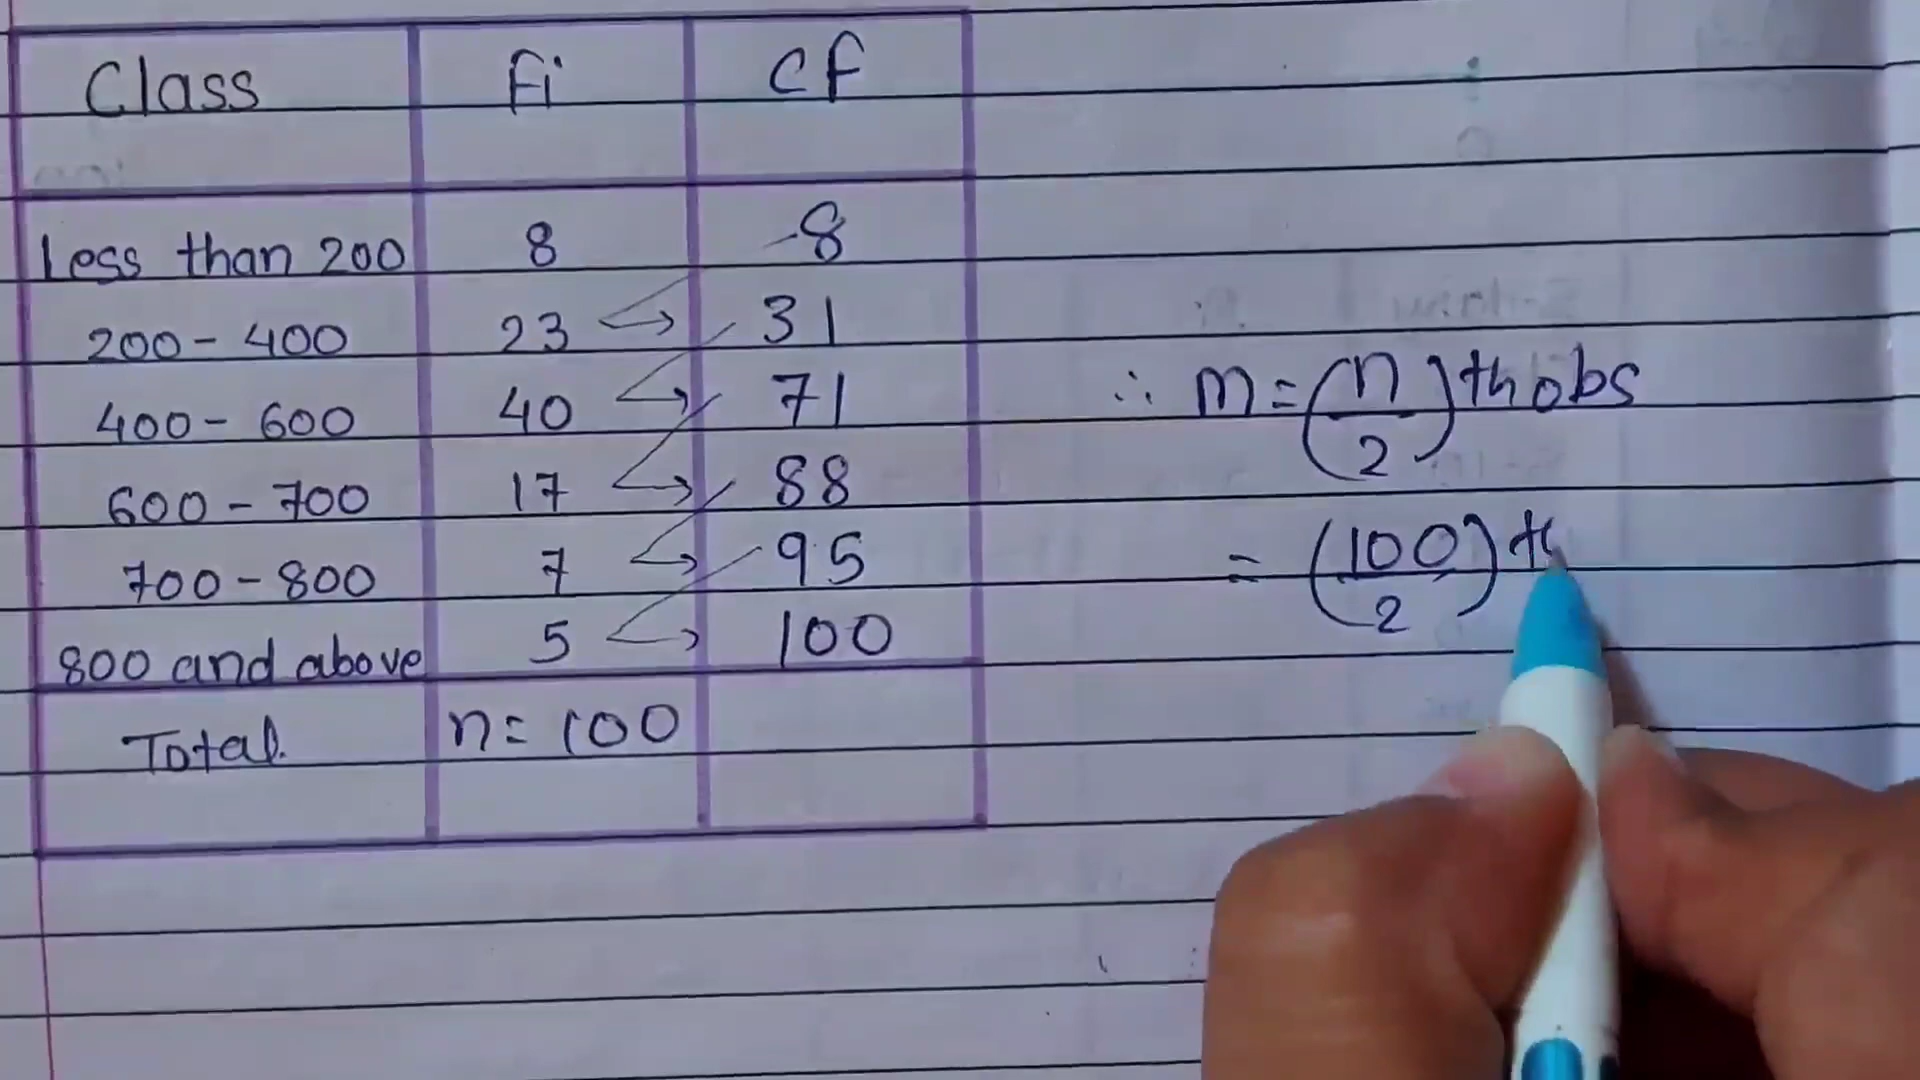 Class Fi CF
Less than 200 8 8
200 - 400 23 31
400 - 600 40 71
600 - 700 17 88
700 - 800 7 95
800 and above 5 100
Total. n = 100
∴ m = (n/2) th obs
= (100/2) th